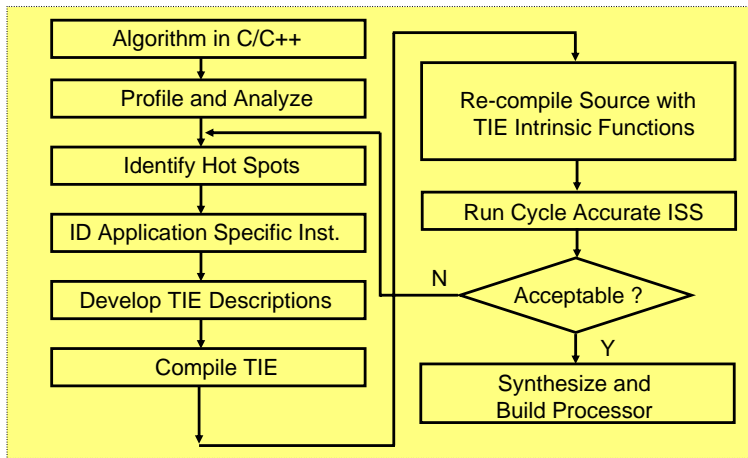 Algorithm in C/C++
Profile and Analyze
Identify Hot Spots
ID Application Specific Inst.
Develop TIE Descriptions
Compile TIE
Re-compile Source with
TIE Intrinsic Functions
Run Cycle Accurate ISS
Acceptable ?
N
Y
Synthesize and
Build Processor